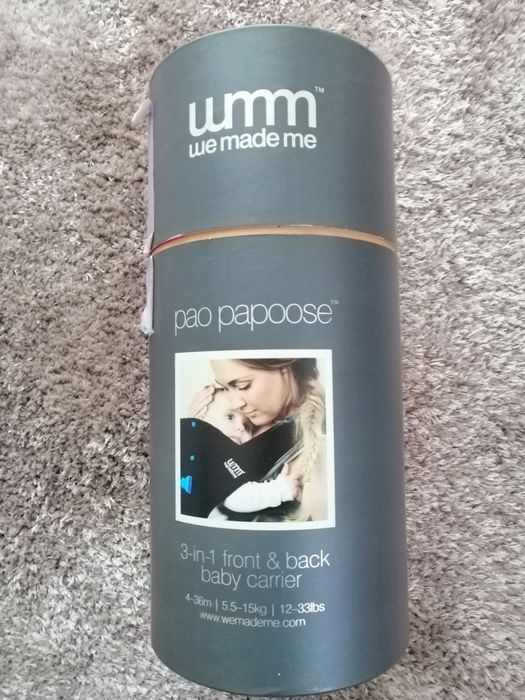 wmm™
we made me
pao papoose™
wmm
3-in-1 front & back
baby carrier
4-36m | 5.5-15kg | 12-33lbs
www.wemademe.com